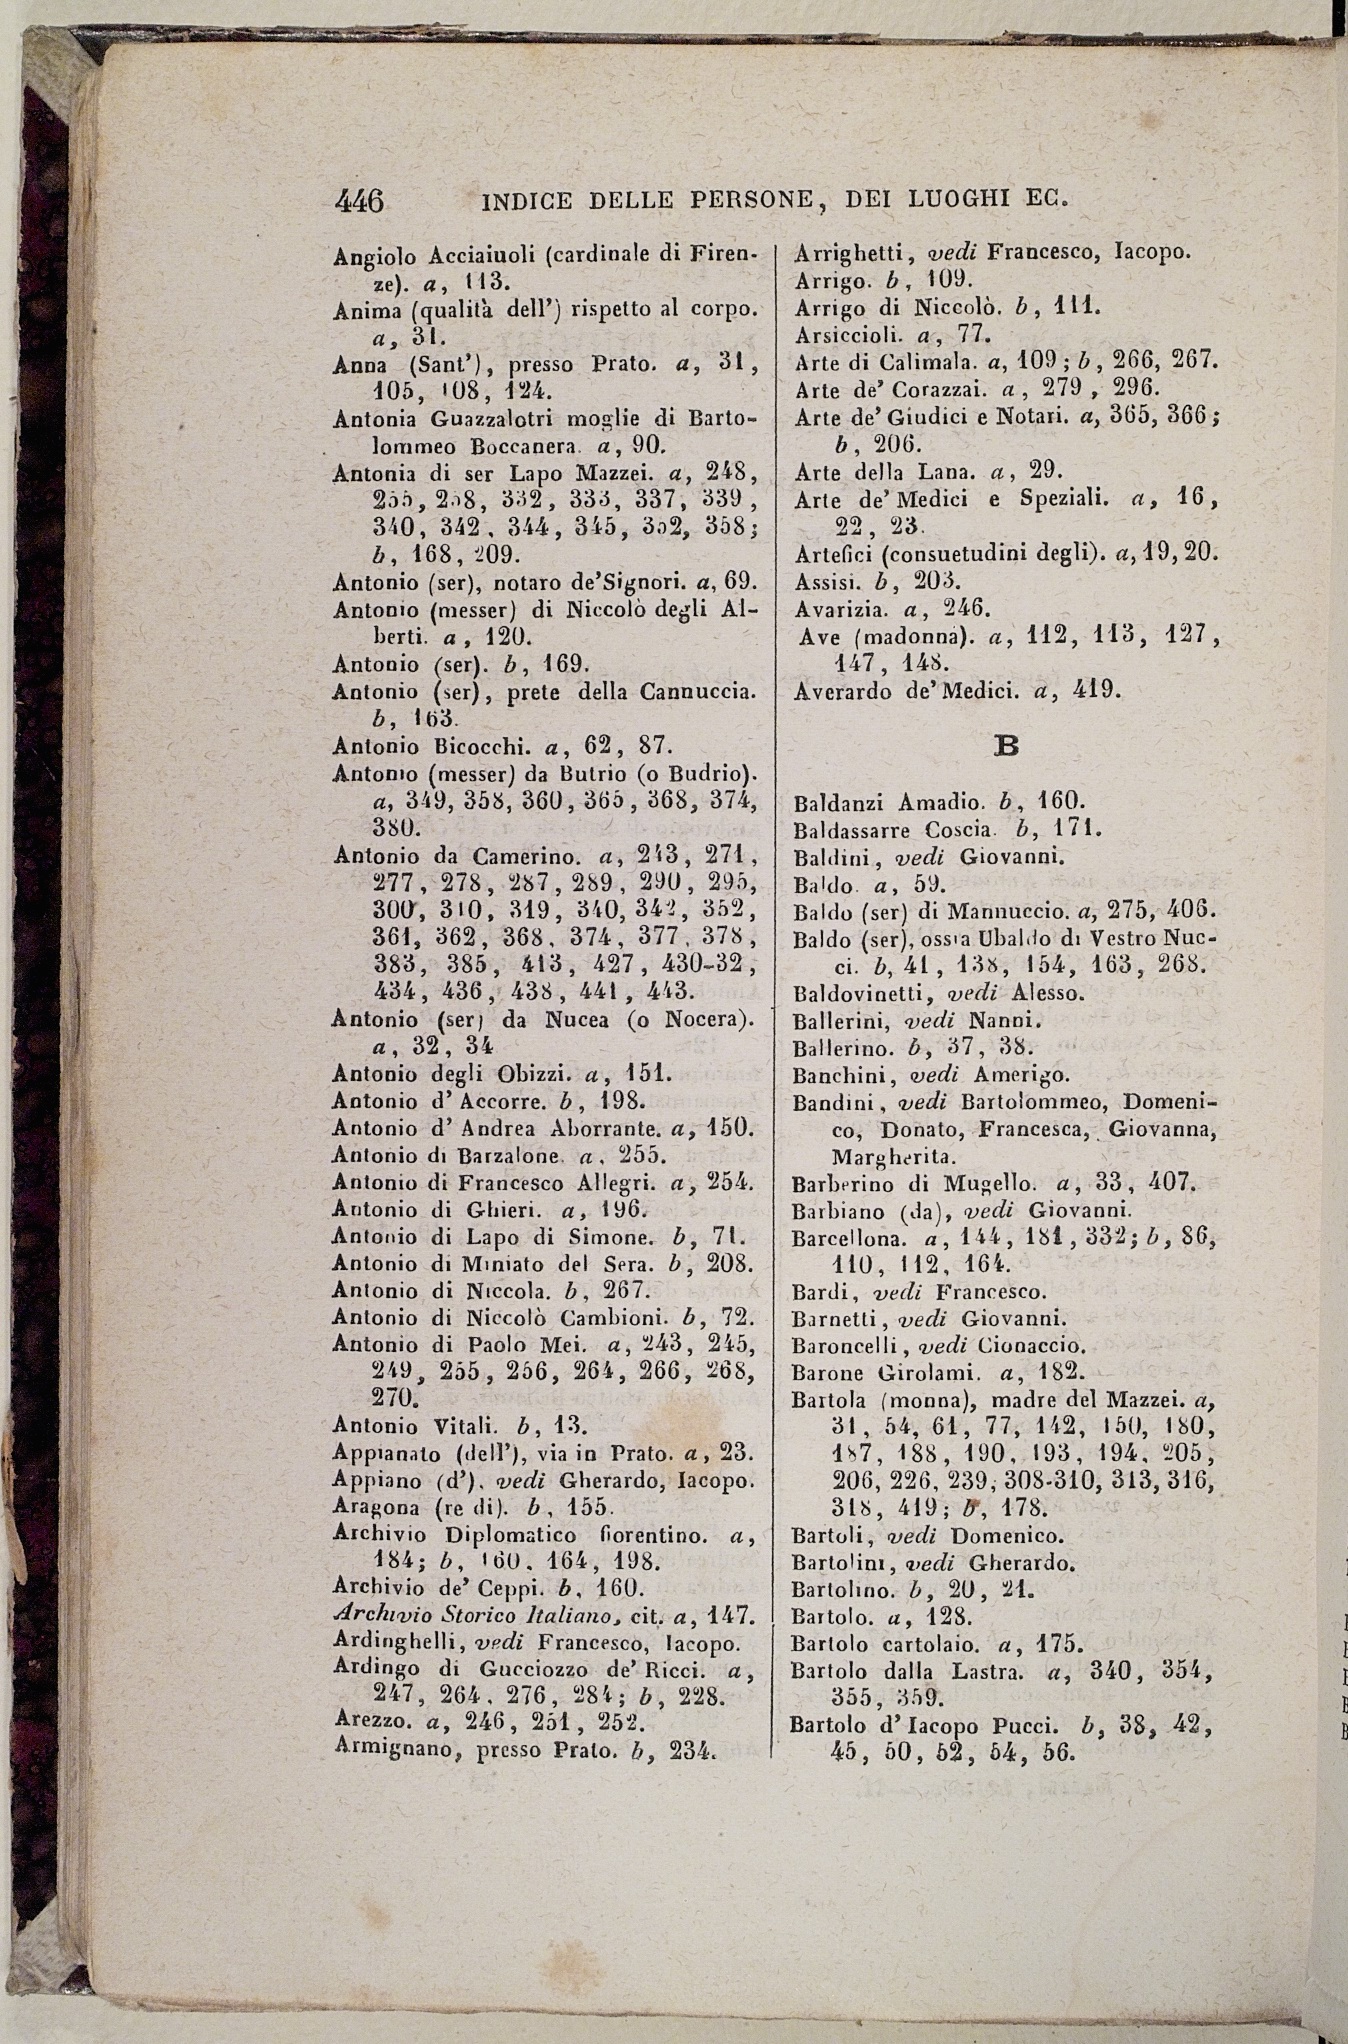 446 INDICE DELLE PERSONE, DEI LUOGHI EC.
Angiolo Acciaiuoli (cardinale di Firen-
ze). a, 113.
Anima (qualità dell') rispetto al corpo.
a, 31.
Anna (Sant'), presso Prato. a, 31,
105, 108, 124.
Antonia Guazzalotri moglie di Barto-
lommeo Boccanera. a, 90.
Antonia di ser Lapo Mazzei. a, 248,
255, 258, 332, 333, 337, 339,
340, 342, 344, 345, 352, 358;
b, 168, 209.
Antonio (ser), notaro de'Signori. a, 69.
Antonio (messer) di Niccolò degli Al-
berti. a, 120.
Antonio (ser). b, 169.
Antonio (ser), prete della Cannuccia.
b, 163.
Antonio Bicocchi. a, 62, 87.
Antonio (messer) da Butrio (o Budrio).
a, 349, 358, 360, 365, 368, 374,
380.
Antonio da Camerino. a, 243, 271,
277, 278, 287, 289, 290, 295,
300, 310, 319, 340, 342, 352,
361, 362, 368, 374, 377, 378,
383, 385, 413, 427, 430-32,
434, 436, 438, 441, 443.
Antonio (ser) da Nucea (o Nocera).
a, 32, 34
Antonio degli Obizzi. a, 151.
Antonio d' Accorre. b, 198.
Antonio d' Andrea Aborrante. a, 150.
Antonio di Barzalone. a, 255.
Antonio di Francesco Allegri. a, 254.
Antonio di Ghieri. a, 196.
Antonio di Lapo di Simone. b, 71.
Antonio di Miniato del Sera. b, 208.
Antonio di Niccola. b, 267.
Antonio di Niccolò Cambioni. b, 72.
Antonio di Paolo Mei. a, 243, 245,
249, 255, 256, 264, 266, 268,
270.
Antonio Vitali. b, 13.
Appianato (dell'), via in Prato. a, 23.
Appiano (d'). vedi Gherardo, Iacopo.
Aragona (re di). b, 155.
Archivio Diplomatico fiorentino. a,
184; b, 160, 164, 198.
Archivio de' Ceppi. b, 160.
Archivio Storico Italiano, cit. a, 147.
Ardinghelli, vedi Francesco, Iacopo.
Ardingo di Gucciozzo de' Ricci. a,
247, 264, 276, 284; b, 228.
Arezzo. a, 246, 251, 252.
Armignano, presso Prato. b, 234.
Arrighetti, vedi Francesco, Iacopo.
Arrigo. b, 109.
Arrigo di Niccolò. b, 111.
Arsiccioli. a, 77.
Arte di Calimala. a, 109; b, 266, 267.
Arte de' Corazzai. a, 279, 296.
Arte de' Giudici e Notari. a, 365, 366;
b, 206.
Arte della Lana. a, 29.
Arte de' Medici e Speziali. a, 16,
22, 23.
Artefici (consuetudini degli). a, 19, 20.
Assisi. b, 203.
Avarizia. a, 246.
Ave (madonna). a, 112, 113, 127,
147, 148.
Averardo de' Medici. a, 419.
B
Baldanzi Amadio. b, 160.
Baldassarre Coscia. b, 171.
Baldini, vedi Giovanni.
Baldo. a, 59.
Baldo (ser) di Mannuccio. a, 275, 406.
Baldo (ser), ossia Ubaldo di Vestro Nuc-
ci. b, 41, 138, 154, 163, 268.
Baldovinetti, vedi Alesso.
Ballerini, vedi Nanni.
Ballerino. b, 37, 38.
Banchini, vedi Amerigo.
Bandini, vedi Bartolommeo, Domeni-
co, Donato, Francesca, Giovanna,
Margherita.
Barberino di Mugello. a, 33, 407.
Barbiano (da), vedi Giovanni.
Barcellona. a, 144, 181, 332; b, 86,
110, 112, 164.
Bardi, vedi Francesco.
Barnetti, vedi Giovanni.
Baroncelli, vedi Cionaccio.
Barone Girolami. a, 182.
Bartola (monna), madre del Mazzei. a,
31, 54, 61, 77, 142, 150, 180,
187, 188, 190, 193, 194, 205,
206, 226, 239, 308-310, 313, 316,
318, 419; b, 178.
Bartoli, vedi Domenico.
Bartolini, vedi Gherardo.
Bartolino. b, 20, 21.
Bartolo. a, 128.
Bartolo cartolaio. a, 175.
Bartolo dalla Lastra. a, 340, 354,
355, 359.
Bartolo d' Iacopo Pucci. b, 38, 42,
45, 50, 52, 54, 56.